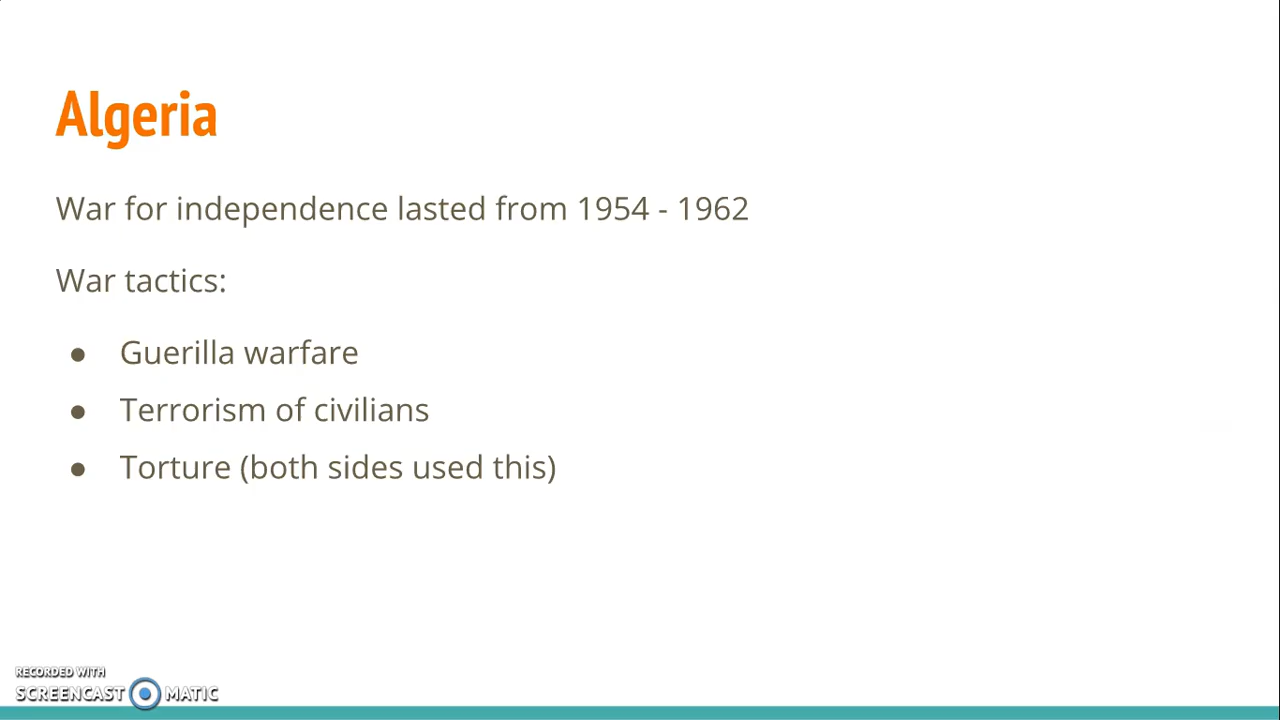 Algeria
War for independence lasted from 1954 - 1962
War tactics:
● Guerilla warfare
● Terrorism of civilians
● Torture (both sides used this)
RECORDED WITH
SCREENCAST MATIC